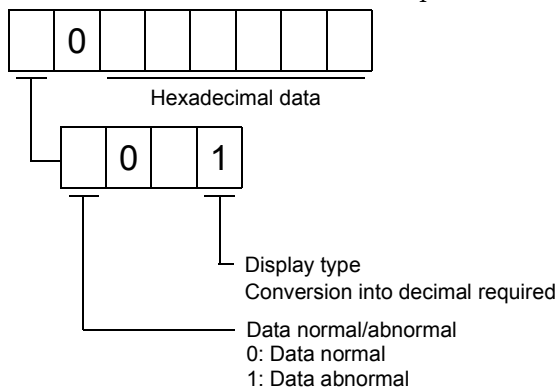 0
Hexadecimal data
0 1
Display type
Conversion into decimal required
Data normal/abnormal
0: Data normal
1: Data abnormal